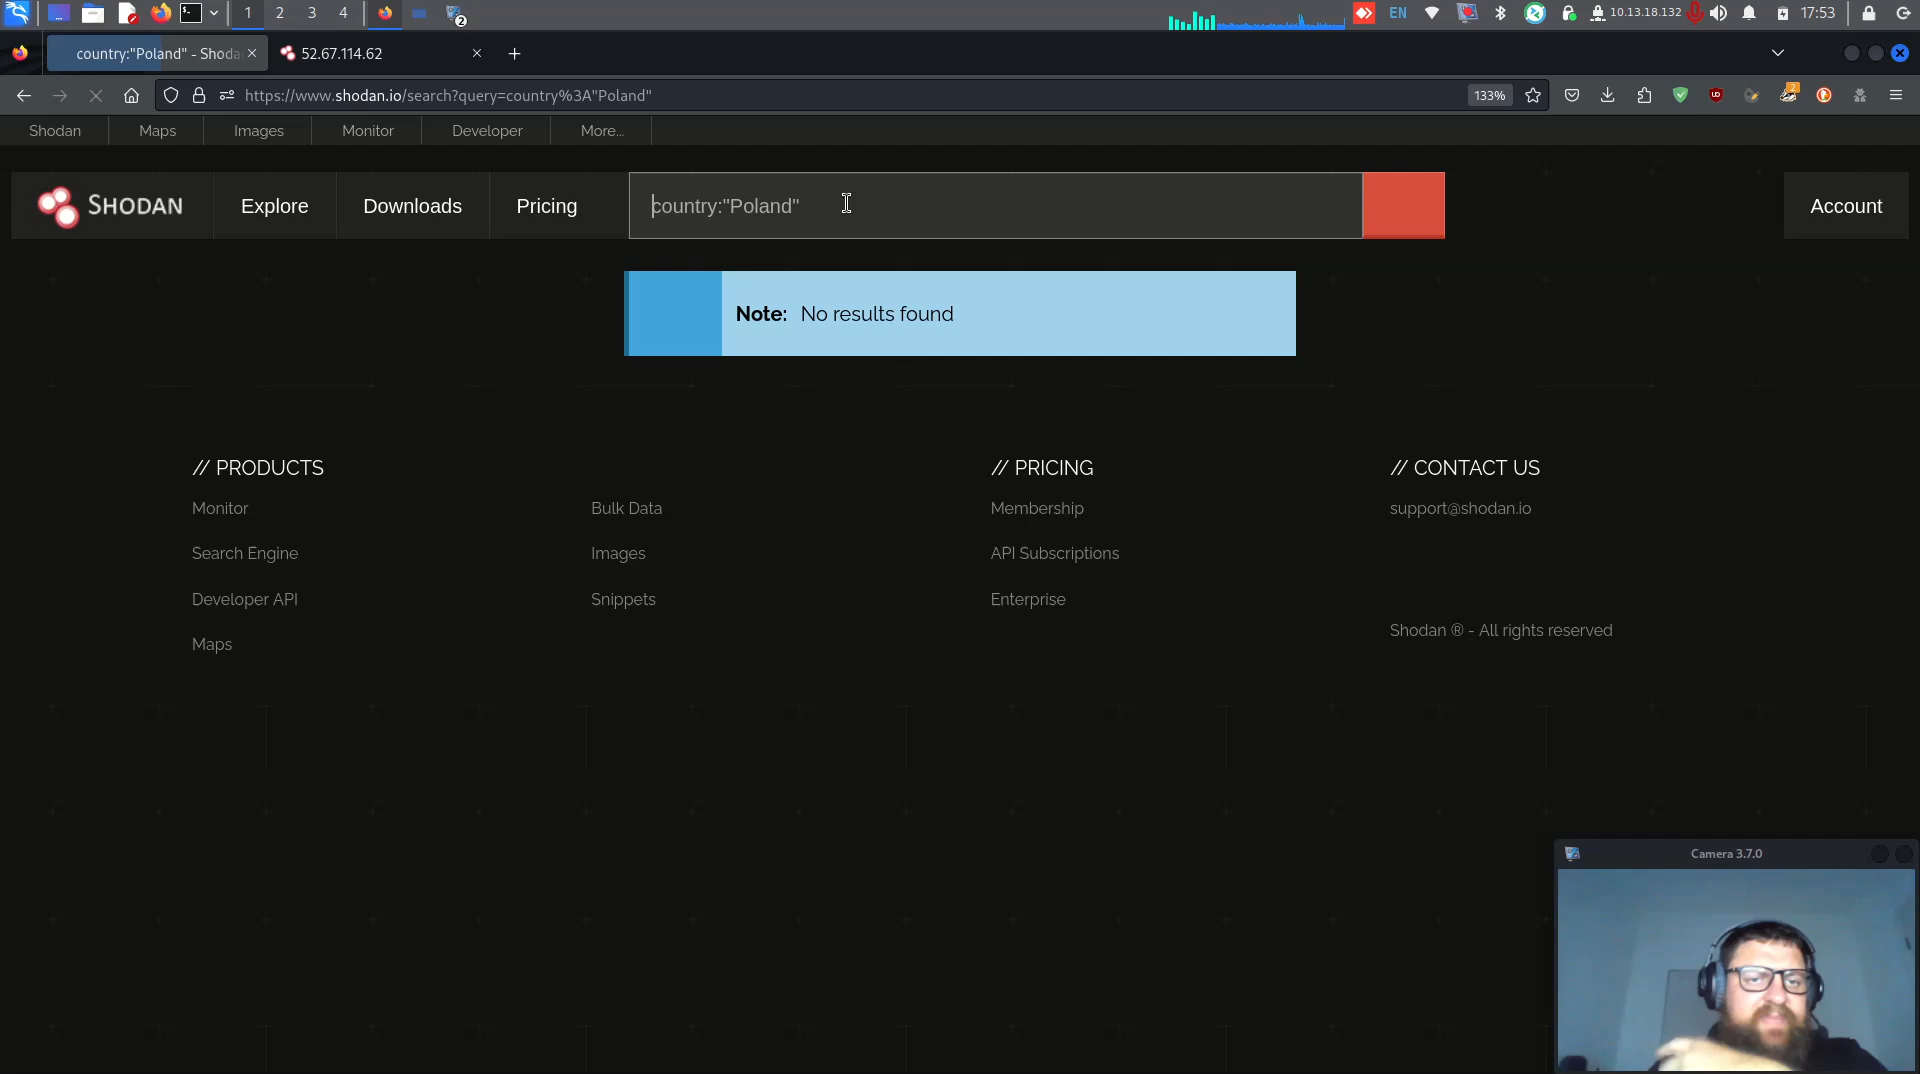 1 2 3 4 2 EN 10.13.18.132 17:53
country:"Poland" - Shoda 52.67.114.62
https://www.shodan.io/search?query=country%3A"Poland" 133% 2
Shodan Maps Images Monitor Developer More...
SHODAN Explore Downloads Pricing country:"Poland" Account
Note: No results found
// PRODUCTS // PRICING // CONTACT US
Monitor Bulk Data Membership support@shodan.io
Search Engine Images API Subscriptions
Developer API Snippets Enterprise
Shodan ® - All rights reserved
Maps
Camera 3.7.0